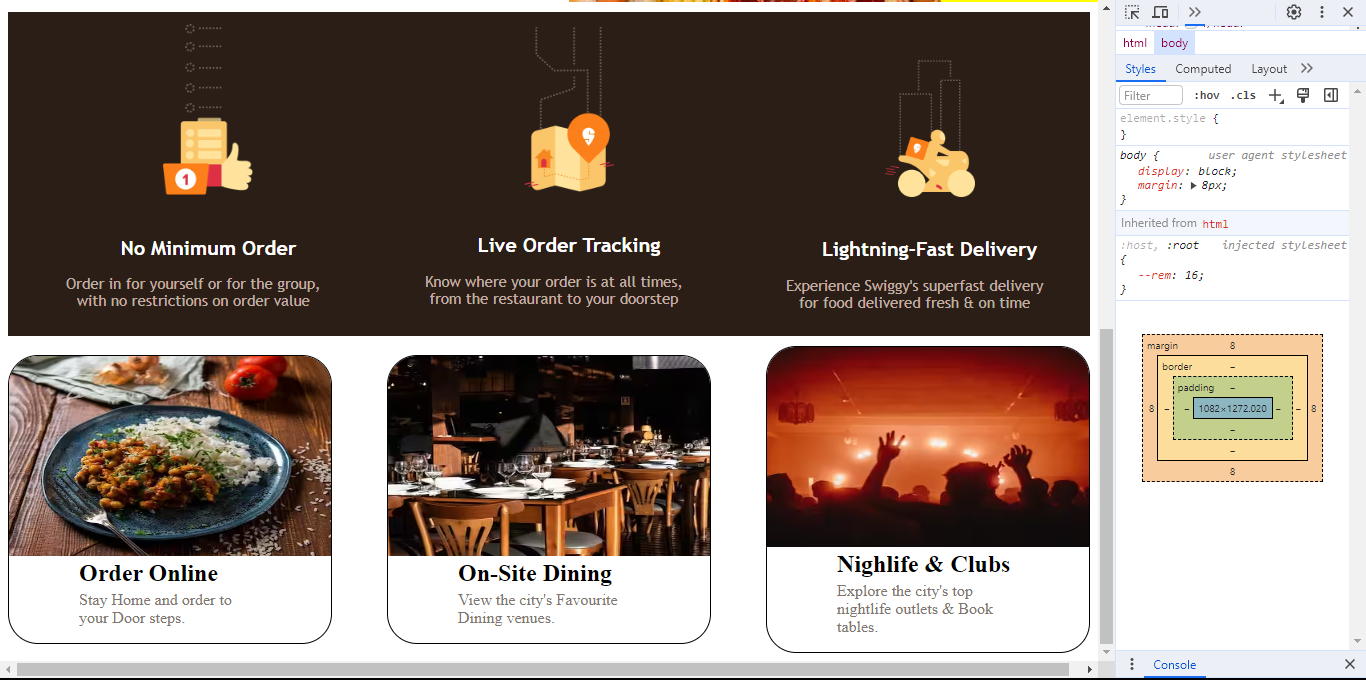 No Minimum Order
Order in for yourself or for the group,
with no restrictions on order value
1
Live Order Tracking
Know where your order is at all times,
from the restaurant to your doorstep
Lightning-Fast Delivery
Experience Swiggy's superfast delivery
for food delivered fresh & on time
Order Online
Stay Home and order to
your Door steps.
On-Site Dining
View the city's Favourite
Dining venues.
Nighlife & Clubs
Explore the city's top
nightlife outlets & Book
tables.
html body
Styles Computed Layout
Filter :hov .cls
element.style {
}
body { user agent stylesheet
display: block;
margin: 8px;
}
Inherited from html
:host, :root injected stylesheet
{
--rem: 16;
}
margin 8
border –
padding –
8 – – 1082×1272.020 – – 8
–
–
8
Console